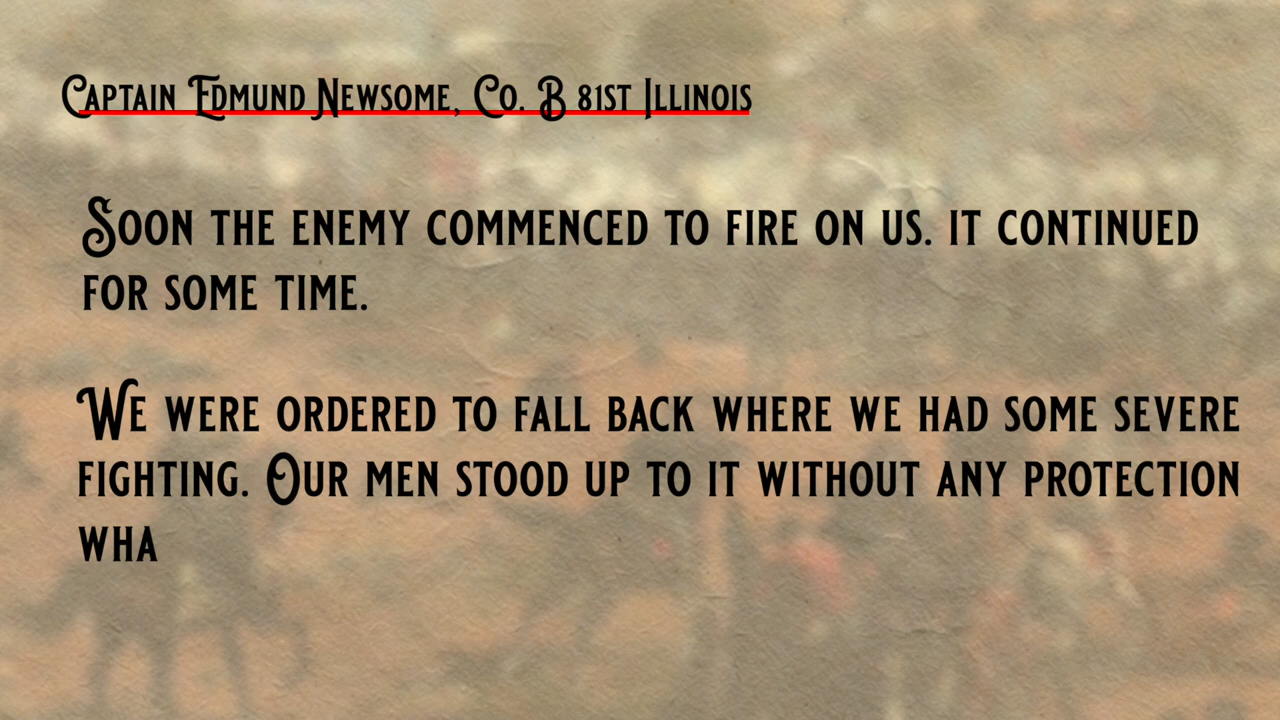 Captain Edmund Newsome, Co. B 81st Illinois
Soon the enemy commenced to fire on us. it continued
for some time.
We were ordered to fall back where we had some severe
fighting. Our men stood up to it without any protection
wha